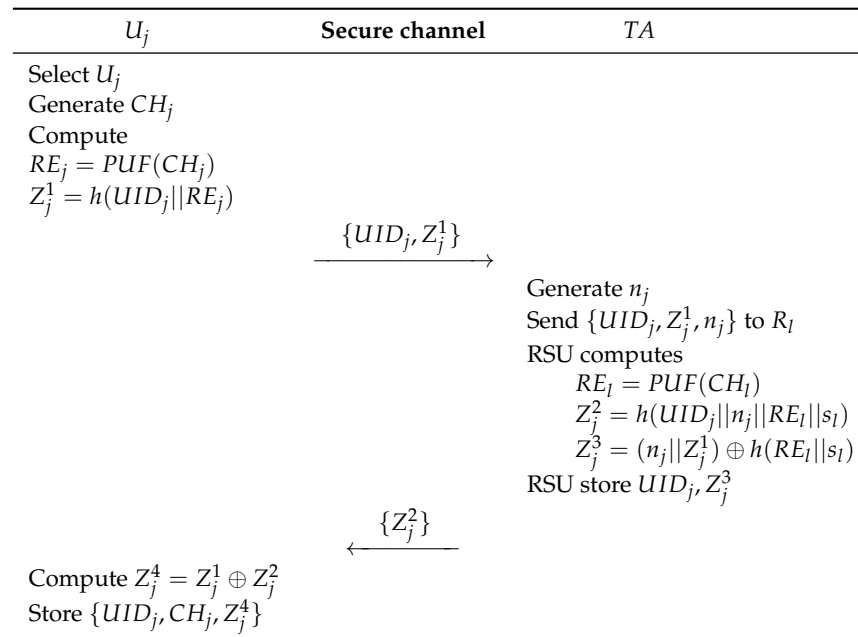 U_j Secure channel TA
Select U_j
Generate CH_j
Compute
RE_j = PUF(CH_j)
Z_j^1 = h(UID_j||RE_j)
{UID_j, Z_j^1}
Generate n_j
Send {UID_j, Z_j^1, n_j} to R_l
RSU computes
RE_l = PUF(CH_l)
Z_j^2 = h(UID_j||n_j||RE_l||s_l)
Z_j^3 = (n_j||Z_j^1) ⊕ h(RE_l||s_l)
RSU store UID_j, Z_j^3
{Z_j^2}
Compute Z_j^4 = Z_j^1 ⊕ Z_j^2
Store {UID_j, CH_j, Z_j^4}